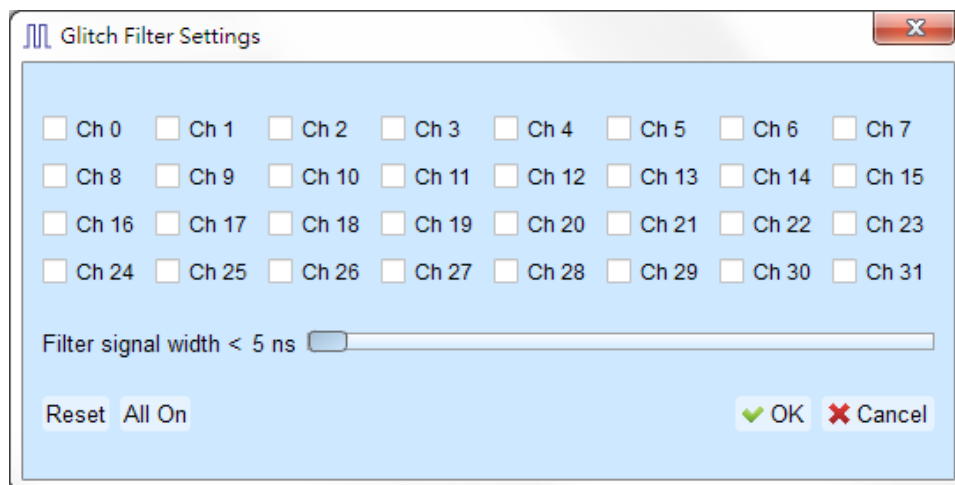 Glitch Filter Settings
Ch 0 Ch 1 Ch 2 Ch 3 Ch 4 Ch 5 Ch 6 Ch 7
Ch 8 Ch 9 Ch 10 Ch 11 Ch 12 Ch 13 Ch 14 Ch 15
Ch 16 Ch 17 Ch 18 Ch 19 Ch 20 Ch 21 Ch 22 Ch 23
Ch 24 Ch 25 Ch 26 Ch 27 Ch 28 Ch 29 Ch 30 Ch 31
Filter signal width < 5 ns
Reset All On OK Cancel